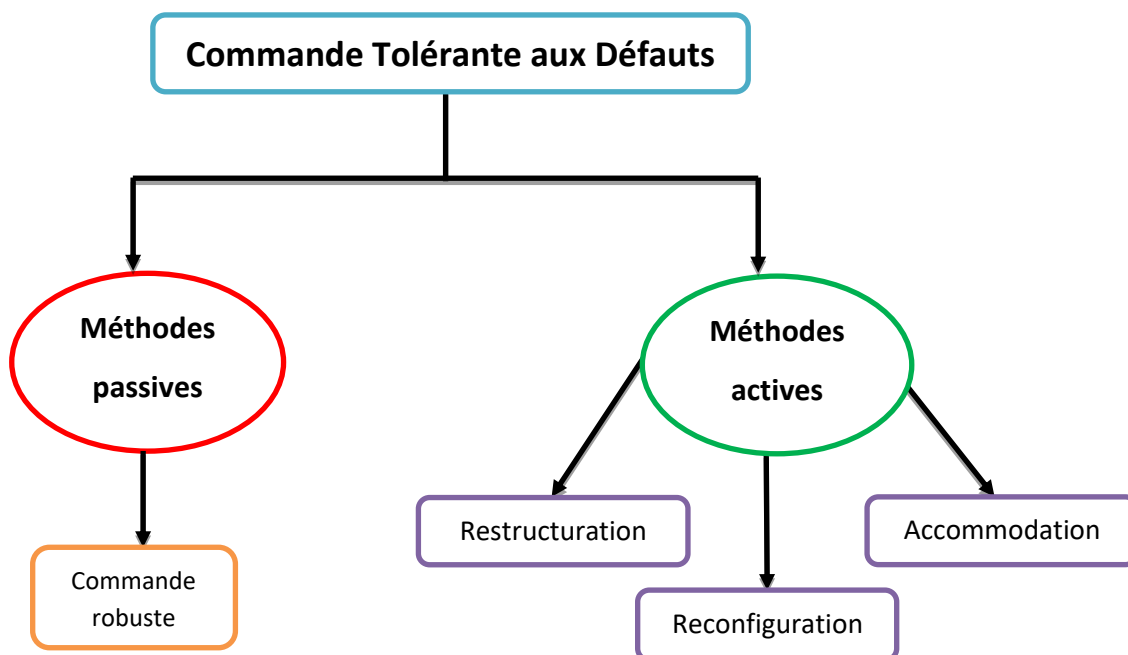 Commande Tolérante aux Défauts
Méthodes
passives
Méthodes
actives
Restructuration
Accommodation
Commande
robuste
Reconfiguration